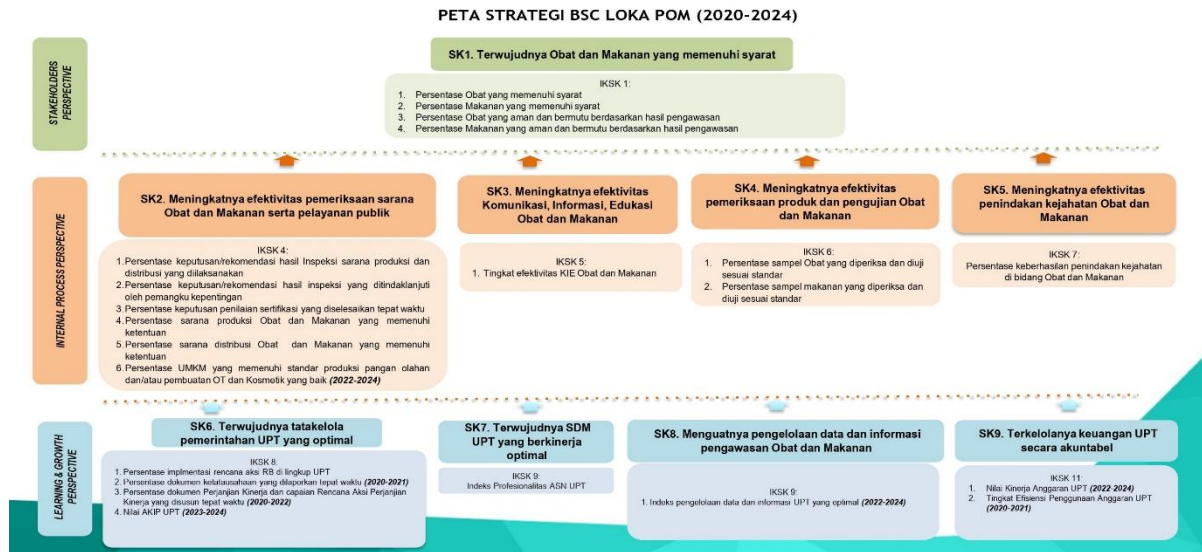 PETA STRATEGI BSC LOKA POM (2020-2024)
STAKEHOLDERS
PERSPECTIVE
SK1. Terwujudnya Obat dan Makanan yang memenuhi syarat
IKSK 1:
1. Persentase Obat yang memenuhi syarat
2. Persentase Makanan yang memenuhi syarat
3. Persentase Obat yang aman dan bermutu berdasarkan hasil pengawasan
4. Persentase Makanan yang aman dan bermutu berdasarkan hasil pengawasan
INTERNAL PROCESS PERSPECTIVE
SK2. Meningkatnya efektivitas pemeriksaan sarana
Obat dan Makanan serta pelayanan publik
IKSK 4:
1.Persentase keputusan/rekomendasi hasil Inspeksi sarana produksi dan
distribusi yang diilaksanakan
2.Persentase keputusan/rekomendasi hasil inspeksi yang ditindaklanjuti
oleh pemangku kepentingan
3.Persentase keputusan penilaian sertifikasi yang diselesaikan tepat waktu
4.Persentase sarana produksi Obat dan Makanan yang memenuhi
ketentuan
5.Persentase sarana distribusi Obat dan Makanan yang memenuhi
ketentuan
6.Persentase UMKM yang memenuhi standar produksi pangan olahan
dan/atau pembuatan OT dan Kosmetik yang baik (2022-2024)
SK3. Meningkatnya efektivitas
Komunikasi, Informasi, Edukasi
Obat dan Makanan
IKSK 5:
1. Tingkat efektivitas KIE Obat dan Makanan
SK4. Meningkatnya efektivitas
pemeriksaan produk dan pengujian Obat
dan Makanan
IKSK 6:
1. Persentase sampel Obat yang diperiksa dan diuji
sesuai standar
2. Persentase sampel makanan yang diperiksa dan
diuji sesuai standar
SK5. Meningkatnya efektivitas
penindakan kejahatan Obat dan
Makanan
IKSK 7:
Persentase keberhasilan penindakan kejahatan
di bidang Obat dan Makanan
LEARNING & GROWTH
PERSPECTIVE
SK6. Terwujudnya tatakelola
pemerintahan UPT yang optimal
IKSK 8:
1. Persentase implmentasi rencana aksi RB di lingkup UPT
2. Persentase dokumen ketatausahaan yang dilaporkan tepat waktu (2020-2021)
3. Persentase dokumen Perjanjian Kinerja dan capaian Rencana Aksi Perjanjian
Kinerja yang disusun tepat waktu (2020-2022)
4. Nilai AKIP UPT (2023-2024)
SK7. Terwujudnya SDM
UPT yang berkinerja
optimal
IKSK 9:
Indeks Profesionalitas ASN UPT
SK8. Menguatnya pengelolaan data dan informasi
pengawasan Obat dan Makanan
IKSK 9:
1. Indeks pengelolaan data dan informasi UPT yang optimal (2022-2024)
SK9. Terkelolanya keuangan UPT
secara akuntabel
IKSK 11:
1. Nilai Kinerja Anggaran UPT (2022-2024)
2. Tingkat Efisiensi Penggunaan Anggaran UPT
(2020-2021)